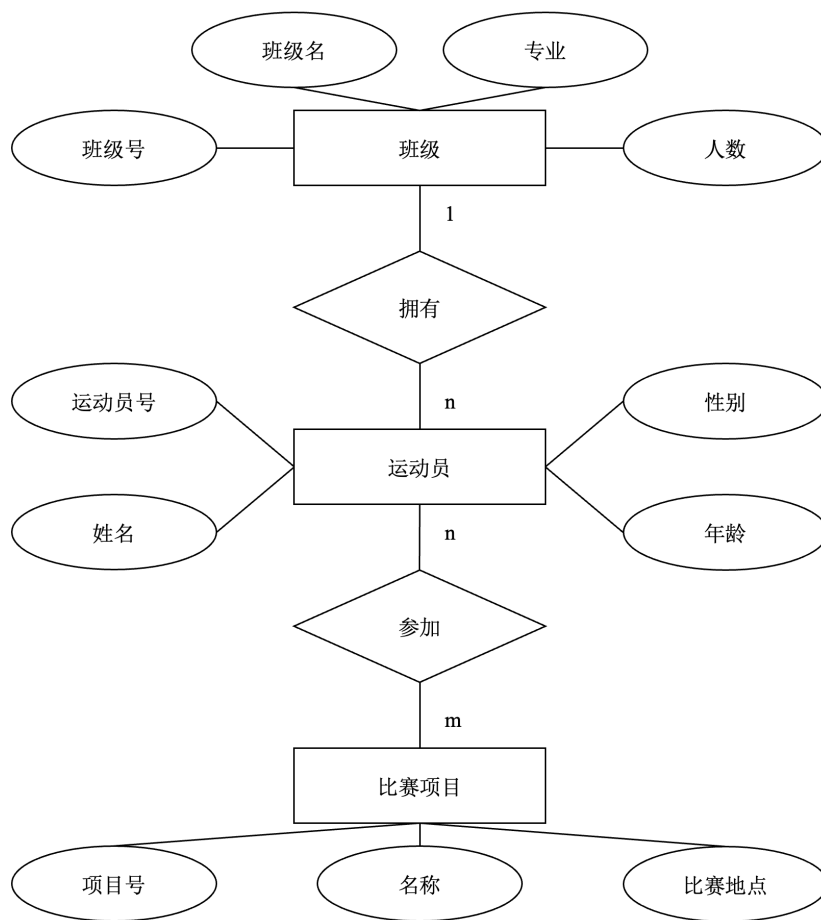 班级名
专业
班级号
班级
人数
1
拥有
n
运动员号
性别
运动员
姓名
年龄
n
参加
m
比赛项目
项目号
名称
比赛地点